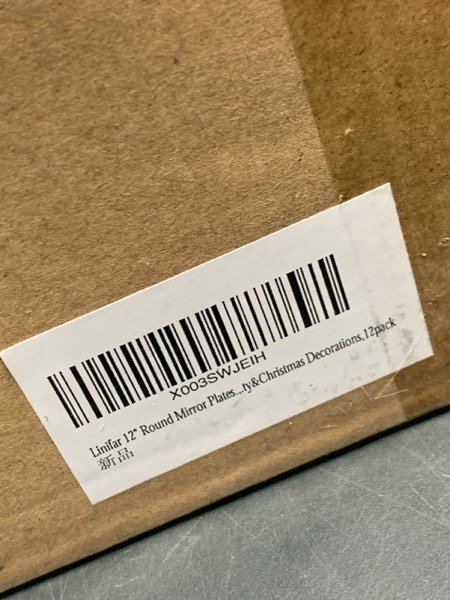 X003SWJEIH
Linifar 12" Round Mirror Plates...ty&Christmas Decorations,12pack
新品